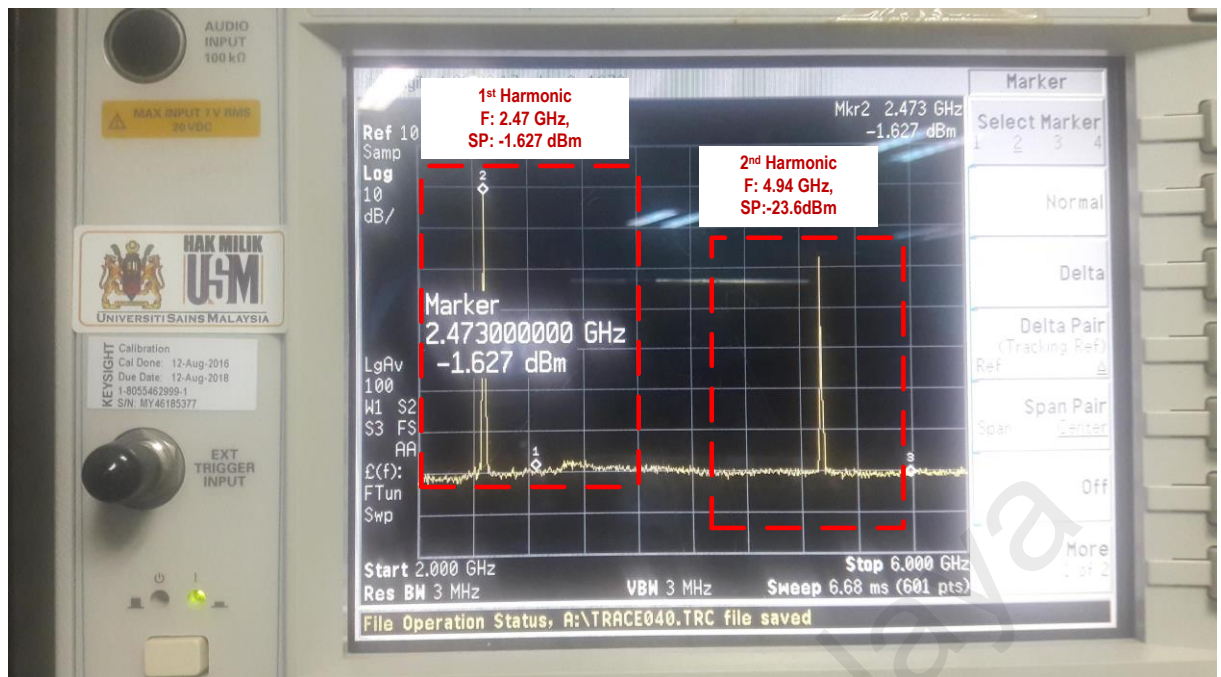 AUDIO
INPUT
100 kΩ
MAX INPUT 7 V RMS
20 VDC
HAK MILIK
USM
UNIVERSITI SAINS MALAYSIA
KEYSIGHT
Calibration
Cal Done: 12-Aug-2016
Due Date: 12-Aug-2018
1-8055462999-1
S/N: MY46185377
EXT
TRIGGER
INPUT
1st Harmonic
F: 2.47 GHz,
SP: -1.627 dBm
2nd Harmonic
F: 4.94 GHz,
SP:-23.6dBm
Mkr2 2.473 GHz
-1.627 dBm
Ref 10
Samp
Log
10
dB/
2
Marker
2.473000000 GHz
-1.627 dBm
LgAv
100
W1 S2
S3 FS
AA
£(f):
FTun
Swp
1
3
Start 2.000 GHz
Stop 6.000 GHz
Res BW 3 MHz
VBW 3 MHz
Sweep 6.68 ms (601 pts)
File Operation Status, A:\TRACE040.TRC file saved
Marker
Select Marker
1 2 3 4
Normal
Delta
Delta Pair
(Tracking Ref)
Ref Δ
Span Pair
Span Center
Off
More
1 of 2
laya